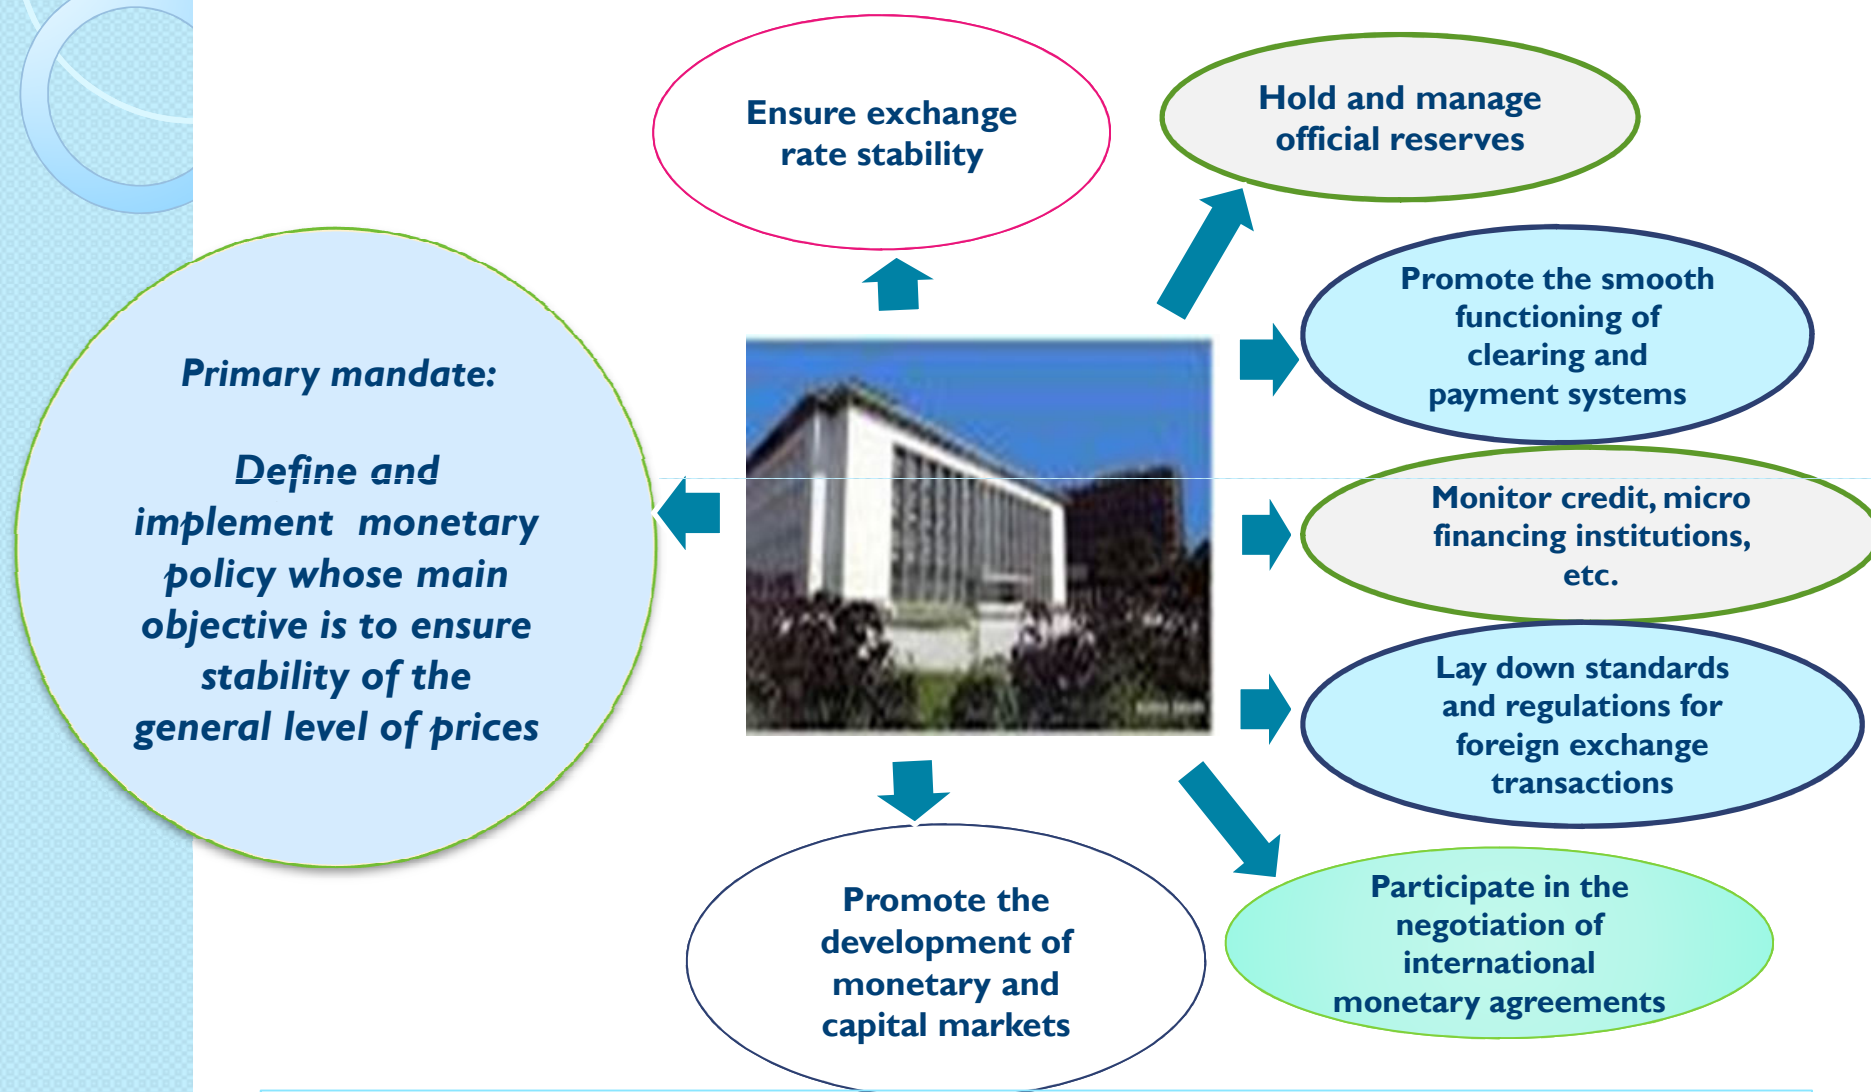 Ensure exchange
rate stability
Hold and manage
official reserves
Promote the smooth
functioning of
clearing and
payment systems
Primary mandate:
Define and
implement monetary
policy whose main
objective is to ensure
stability of the
general level of prices
Monitor credit, micro
financing institutions,
etc.
Lay down standards
and regulations for
foreign exchange
transactions
Promote the
development of
monetary and
capital markets
Participate in the
negotiation of
international
monetary agreements